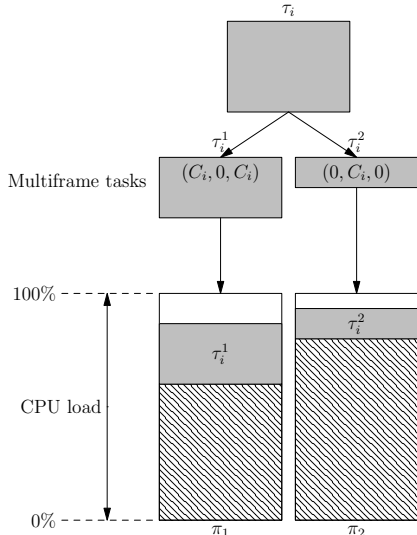 τ_i
τ_i^1
τ_i^2
Multiframe tasks
(C_i, 0, C_i)
(0, C_i, 0)
100%
τ_i^1
τ_i^2
CPU load
0%
π_1
π_2